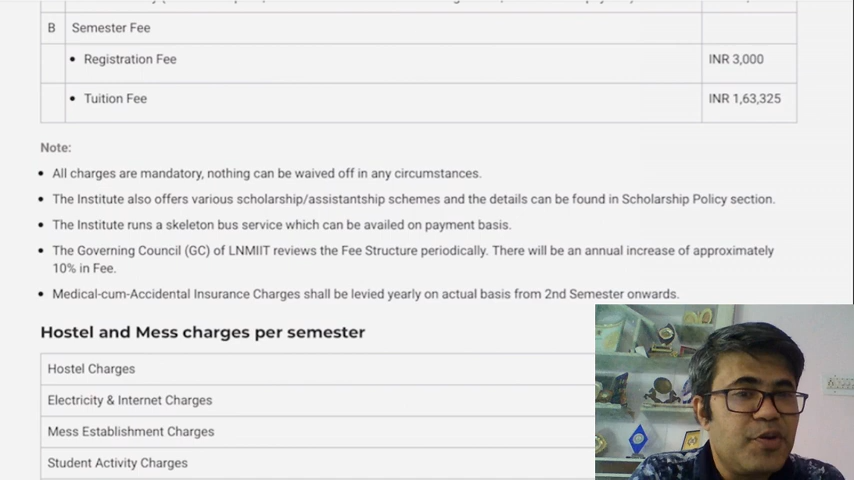 B Semester Fee
• Registration Fee INR 3,000
• Tuition Fee INR 1,63,325
Note:
• All charges are mandatory, nothing can be waived off in any circumstances.
• The Institute also offers various scholarship/assistantship schemes and the details can be found in Scholarship Policy section.
• The Institute runs a skeleton bus service which can be availed on payment basis.
• The Governing Council (GC) of LNMIIT reviews the Fee Structure periodically. There will be an annual increase of approximately
10% in Fee.
• Medical-cum-Accidental Insurance Charges shall be levied yearly on actual basis from 2nd Semester onwards.
Hostel and Mess charges per semester
Hostel Charges
Electricity & Internet Charges
Mess Establishment Charges
Student Activity Charges